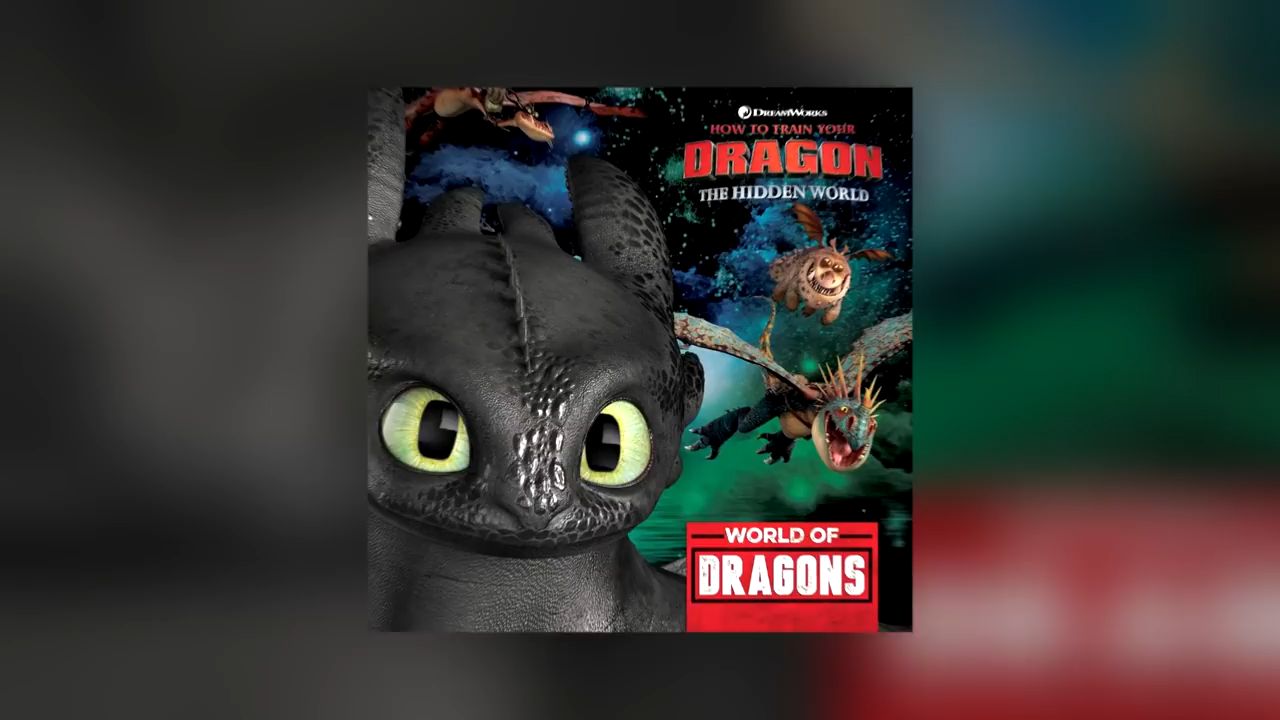 DREAMWORKS
HOW TO TRAIN YOUR
DRAGON
THE HIDDEN WORLD
WORLD OF
DRAGONS